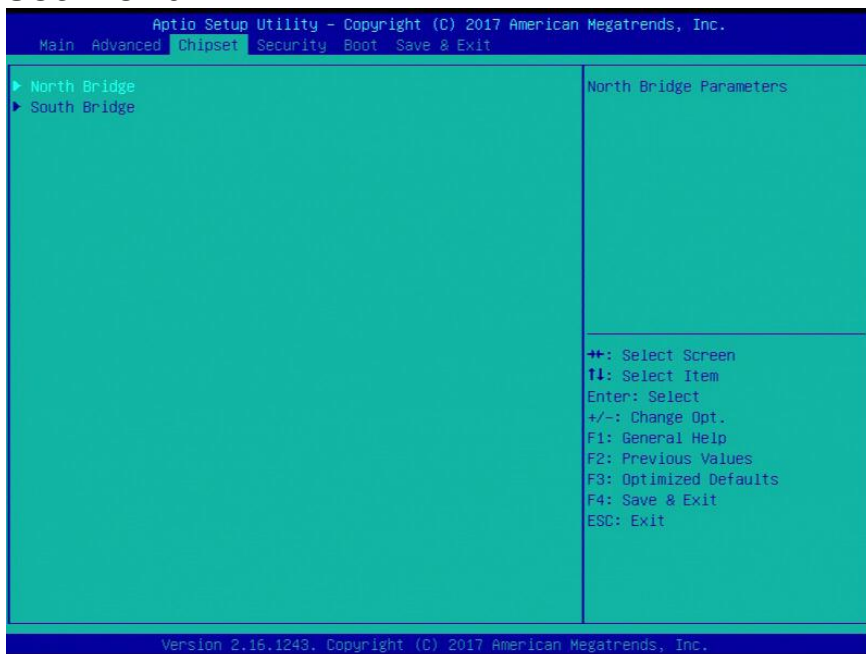 Aptio Setup Utility – Copyright (C) 2017 American Megatrends, Inc.
Main Advanced Chipset Security Boot Save & Exit
▶ North Bridge
▶ South Bridge
North Bridge Parameters
→←: Select Screen
↑↓: Select Item
Enter: Select
+/-: Change Opt.
F1: General Help
F2: Previous Values
F3: Optimized Defaults
F4: Save & Exit
ESC: Exit
Version 2.16.1243. Copyright (C) 2017 American Megatrends, Inc.